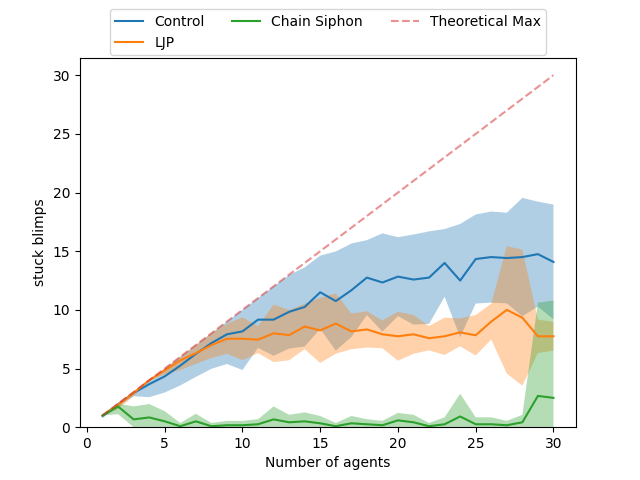 Control
LJP
Chain Siphon
Theoretical Max
stuck blimps
30
25
20
15
10
5
0
0 5 10 15 20 25 30
Number of agents